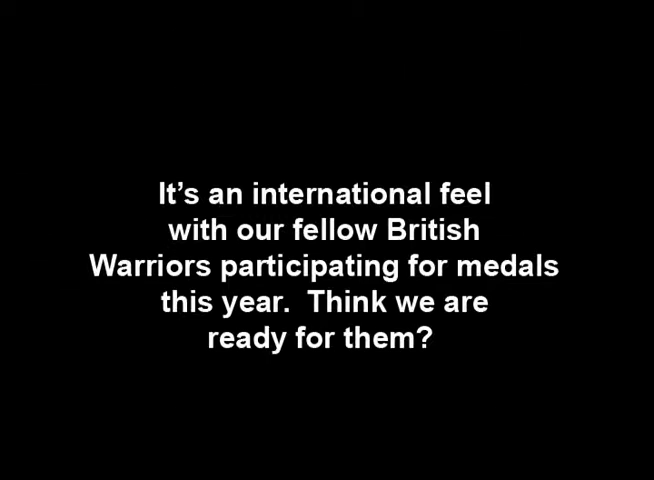 It’s an international feel
with our fellow British
Warriors participating for medals
this year.  Think we are
ready for them?